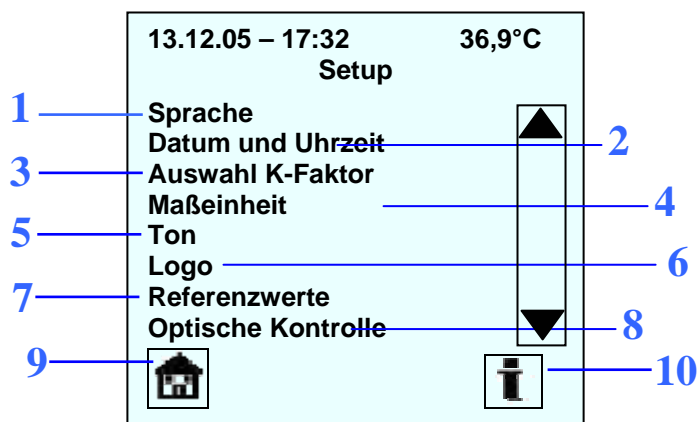 13.12.05 – 17:32 36,9°C
Setup
1 Sprache
Datum und Uhrzeit 2
3 Auswahl K-Faktor
Maßeinheit 4
5 Ton
Logo 6
7 Referenzwerte
Optische Kontrolle 8
9 i 10